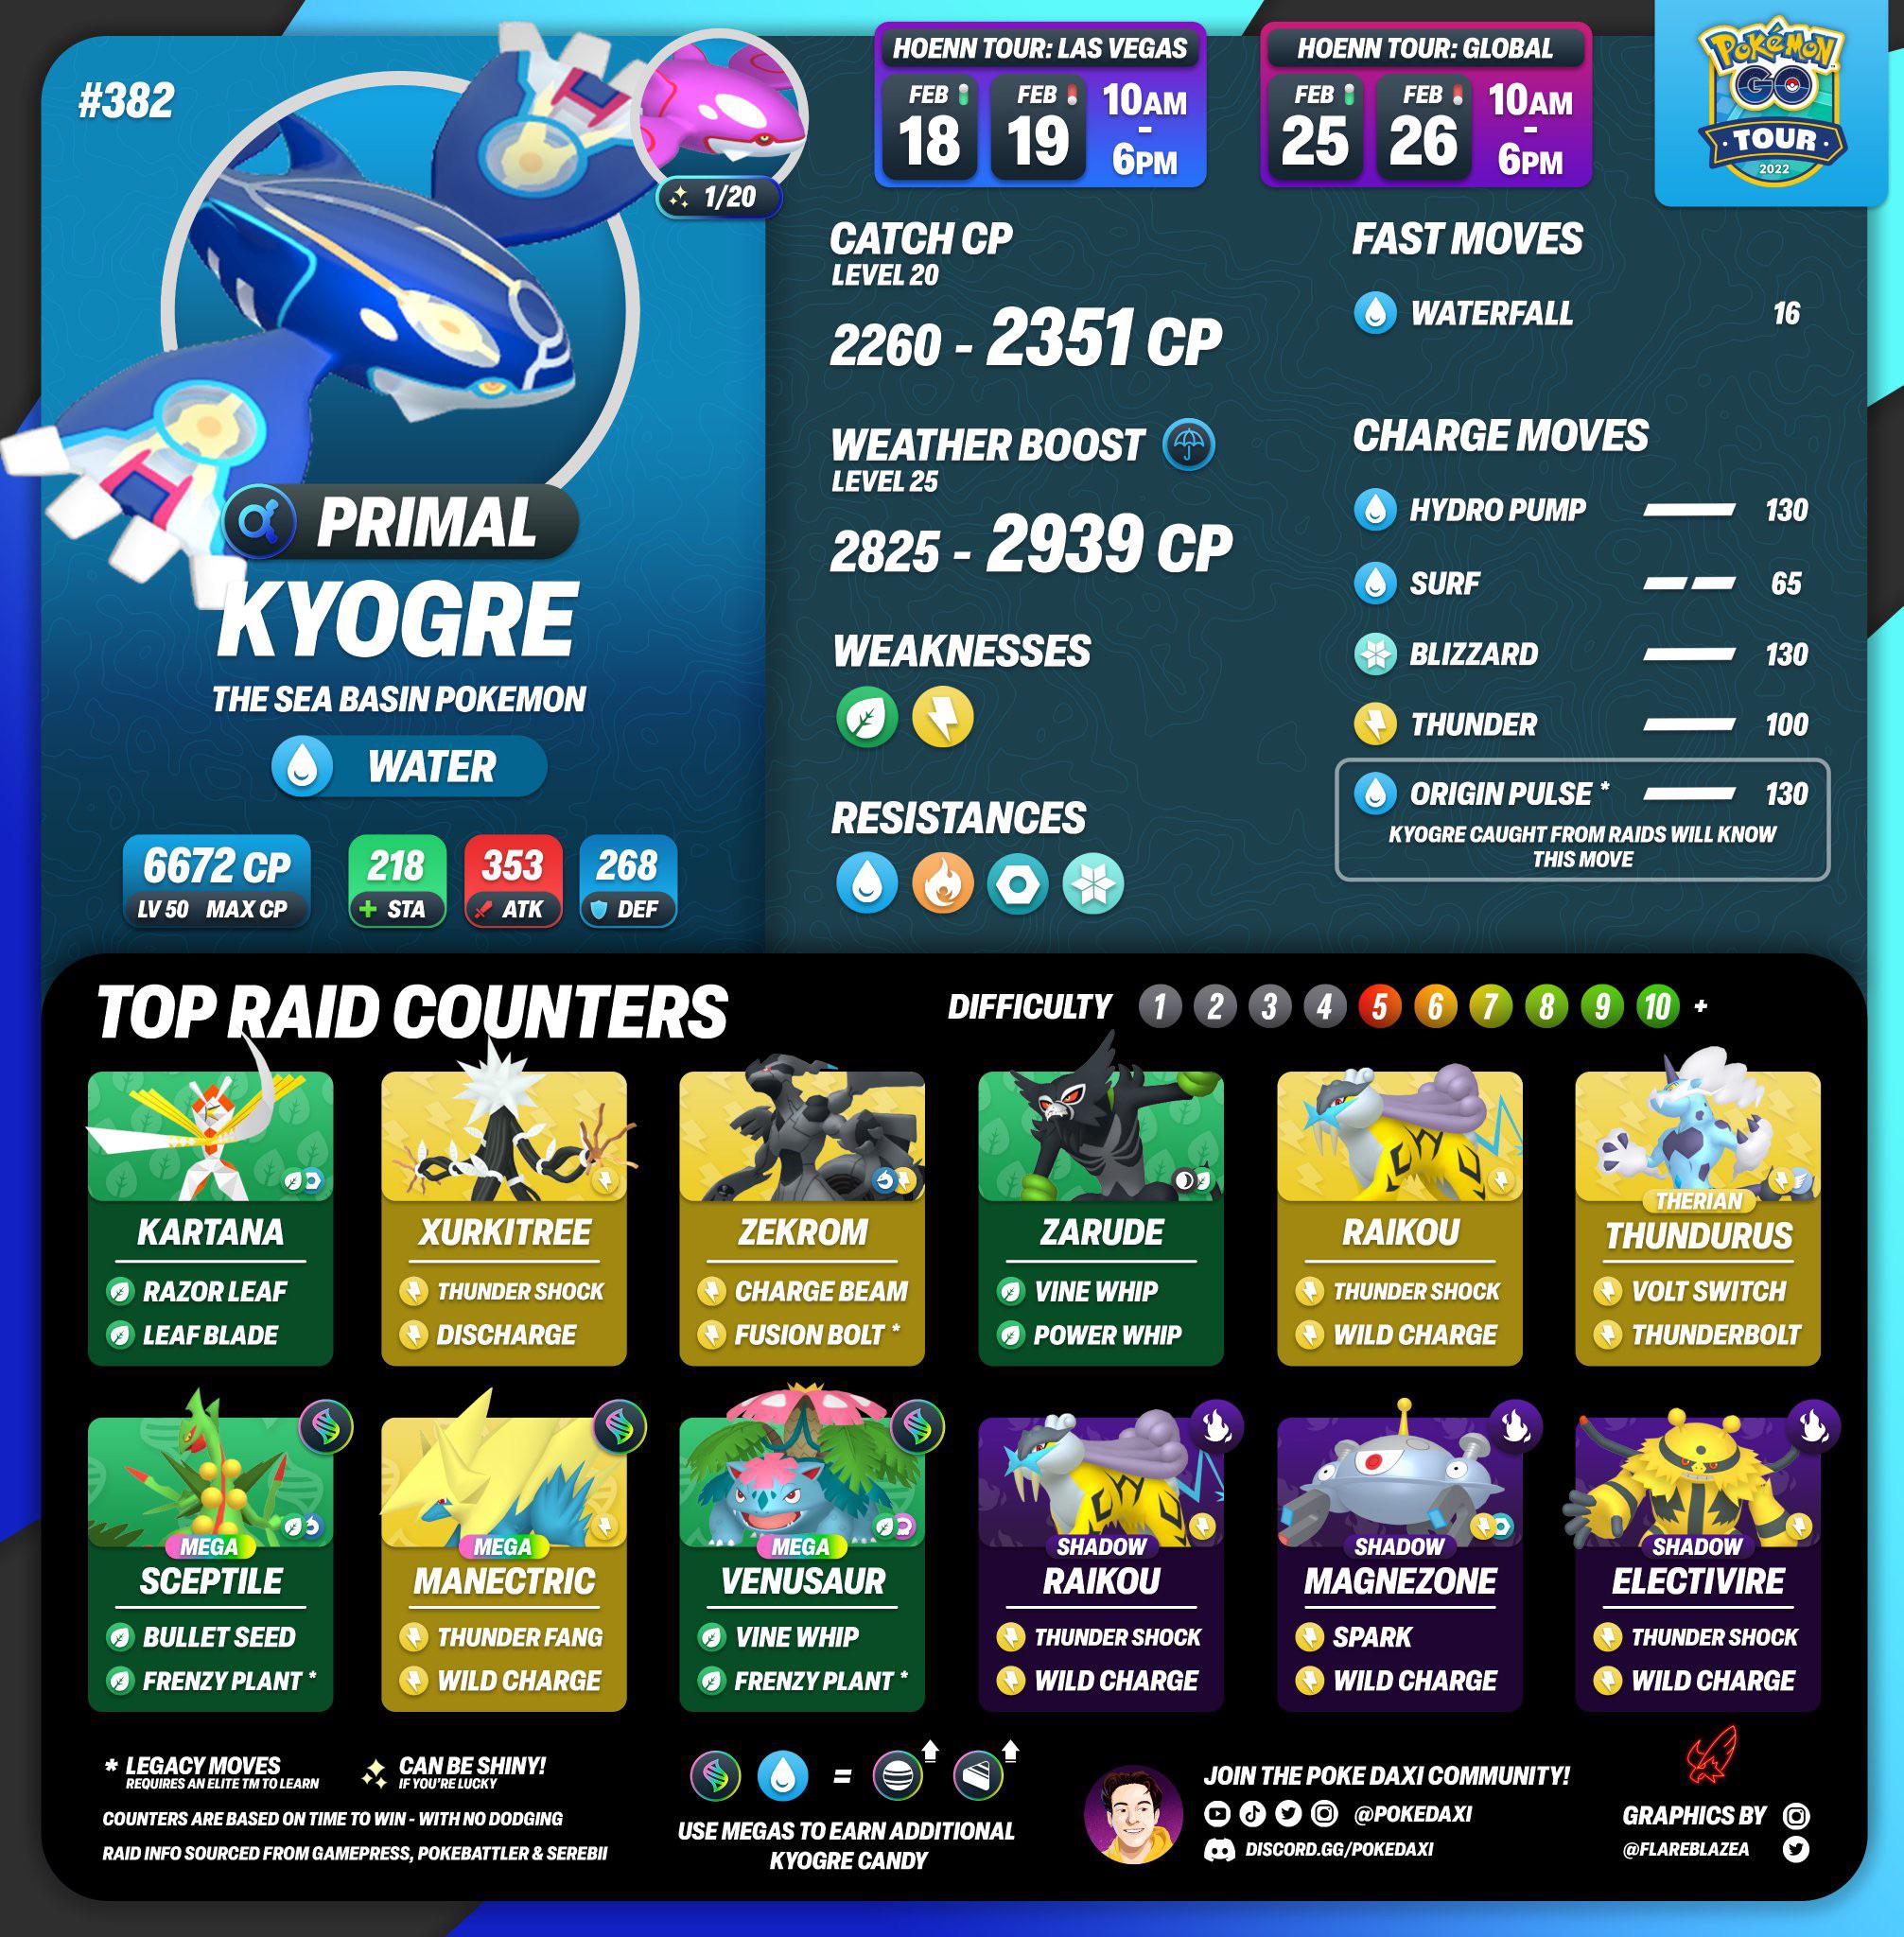 #382
1/20
HOENN TOUR: LAS VEGAS
FEB 18
FEB 19
10AM - 6PM
HOENN TOUR: GLOBAL
FEB 25
FEB 26
10AM - 6PM
POKÉMON GO TOUR 2022
PRIMAL
KYOGRE
THE SEA BASIN POKEMON
WATER
6672 CP
LV 50 MAX CP
218
STA
353
ATK
268
DEF
CATCH CP
LEVEL 20
2260 - 2351 CP
WEATHER BOOST
LEVEL 25
2825 - 2939 CP
WEAKNESSES
RESISTANCES
FAST MOVES
WATERFALL 16
CHARGE MOVES
HYDRO PUMP 130
SURF 65
BLIZZARD 130
THUNDER 100
ORIGIN PULSE * 130
KYOGRE CAUGHT FROM RAIDS WILL KNOW
THIS MOVE
TOP RAID COUNTERS
DIFFICULTY 1 2 3 4 5 6 7 8 9 10 +
KARTANA
RAZOR LEAF
LEAF BLADE
XURKITREE
THUNDER SHOCK
DISCHARGE
ZEKROM
CHARGE BEAM
FUSION BOLT *
ZARUDE
VINE WHIP
POWER WHIP
RAIKOU
THUNDER SHOCK
WILD CHARGE
THERIAN
THUNDURUS
VOLT SWITCH
THUNDERBOLT
MEGA
SCEPTILE
BULLET SEED
FRENZY PLANT *
MEGA
MANECTRIC
THUNDER FANG
WILD CHARGE
MEGA
VENUSAUR
VINE WHIP
FRENZY PLANT *
SHADOW
RAIKOU
THUNDER SHOCK
WILD CHARGE
SHADOW
MAGNEZONE
SPARK
WILD CHARGE
SHADOW
ELECTIVIRE
THUNDER SHOCK
WILD CHARGE
* LEGACY MOVES
REQUIRES AN ELITE TM TO LEARN
CAN BE SHINY!
IF YOU'RE LUCKY
COUNTERS ARE BASED ON TIME TO WIN - WITH NO DODGING
RAID INFO SOURCED FROM GAMEPRESS, POKEBATTLER & SEREBII
=
USE MEGAS TO EARN ADDITIONAL
KYOGRE CANDY
JOIN THE POKE DAXI COMMUNITY!
@POKEDAXI
DISCORD.GG/POKEDAXI
GRAPHICS BY
@FLAREBLAZEA